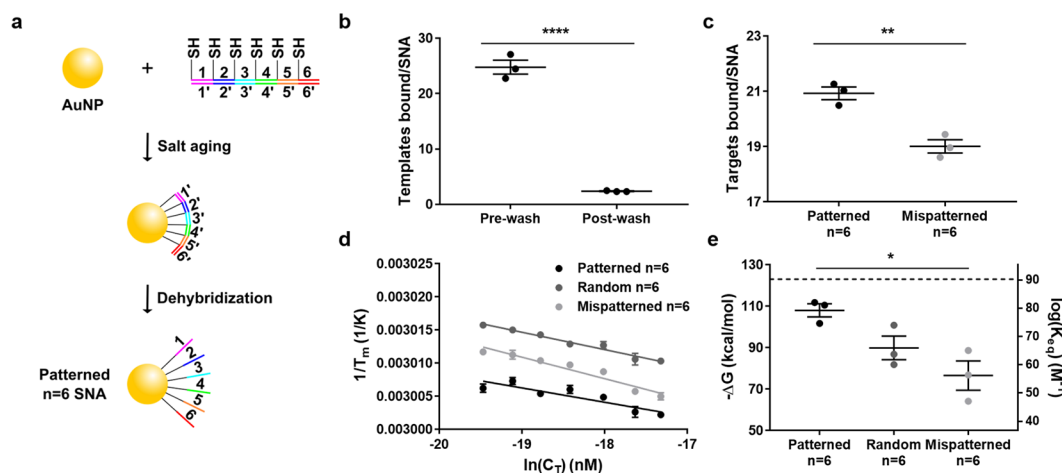 a
AuNP
+
SH SH SH SH SH SH
1 2 3 4 5 6
1' 2' 3' 4' 5' 6'
Salt aging
1'
2'
3'
4'
5'
6'
Dehybridization
Patterned
n=6 SNA
1
2
3
4
5
6
b
****
Templates bound/SNA
30
20
10
0
Pre-wash Post-wash
c
**
Targets bound/SNA
23
21
19
17
Patterned Mispatterned
n=6 n=6
d
1/Tm (1/K)
0.003025
0.003020
0.003015
0.003010
0.003005
0.003000
Patterned n=6
Random n=6
Mispatterned n=6
-20 -19 -18 -17
ln(CT) (nM)
e
*
-ΔG (kcal/mol)
130
110
90
70
50
90
80
70
60
50
40
log(Keq) (M⁻¹)
Patterned Random Mispatterned
n=6 n=6 n=6